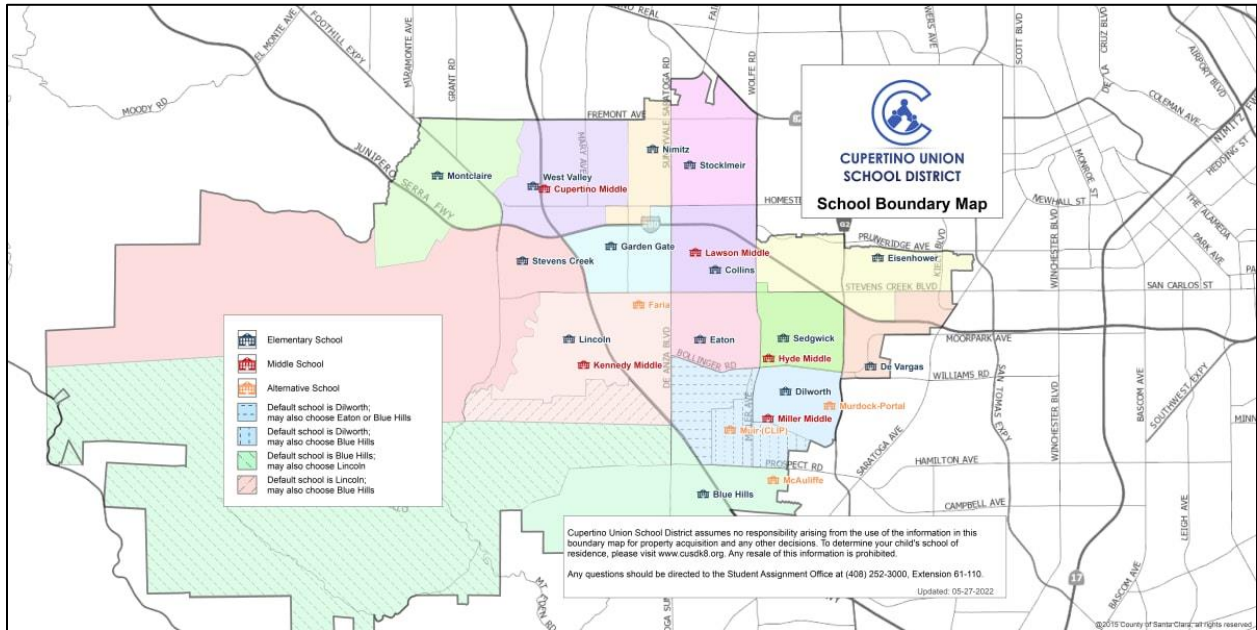 FOOTHILL EXPY
EL MONTE AVE
MIRAMONTE AVE
GRANT RD
MOODY RD
FREMONT AVE
MARY AVE
SUNNYVALE SARATOGA RD
WOLFE RD
SCOTT BLVD
COLEMAN AVE
HEDDING ST
MONROE ST
NEWHALL ST
THE ALAMEDA
PARK AVE
JUNIPERO
SERRA FWY
CUPERTINO UNION
SCHOOL DISTRICT
School Boundary Map
Nimitz
Stocklmeir
Montclaire
West Valley
Cupertino Middle
Garden Gate
Stevens Creek
Lawson Middle
Collins
PRUNERIDGE AVE
Eisenhower
STEVENS CREEK BLVD
SAN CARLOS ST
WINCHESTER BLVD
Faria
Lincoln
Kennedy Middle
DE ANZA BLVD
Eaton
BOLLINGER RD
Sedgwick
Hyde Middle
De Vargas
MOORPARK AVE
WILLIAMS RD
Dilworth
Murdock-Portal
Miller Middle
MILLER AVE
Muir (CLIP)
SARATOGA AVE
SAN TOMAS EXPY
WINCHESTER BLVD
BASCOM AVE
SOUTHWEST EXPY
PROSPECT RD
McAuliffe
Blue Hills
HAMILTON AVE
CAMPBELL AVE
LEIGH AVE
17
BASCOM AVE
MT EDEN RD
Elementary School
Middle School
Alternative School
Default school is Dilworth;
may also choose Eaton or Blue Hills
Default school is Dilworth;
may also choose Blue Hills
Default school is Blue Hills;
may also choose Lincoln
Default school is Lincoln;
may also choose Blue Hills
Cupertino Union School District assumes no responsibility arising from the use of the information in this
boundary map for property acquisition and any other decisions. To determine your child's school of
residence, please visit www.cusdk8.org. Any resale of this information is prohibited.
Any questions should be directed to the Student Assignment Office at (408) 252-3000, Extension 61-110.
Updated: 05-27-2022
@2015 County of Santa Clara, all rights reserved